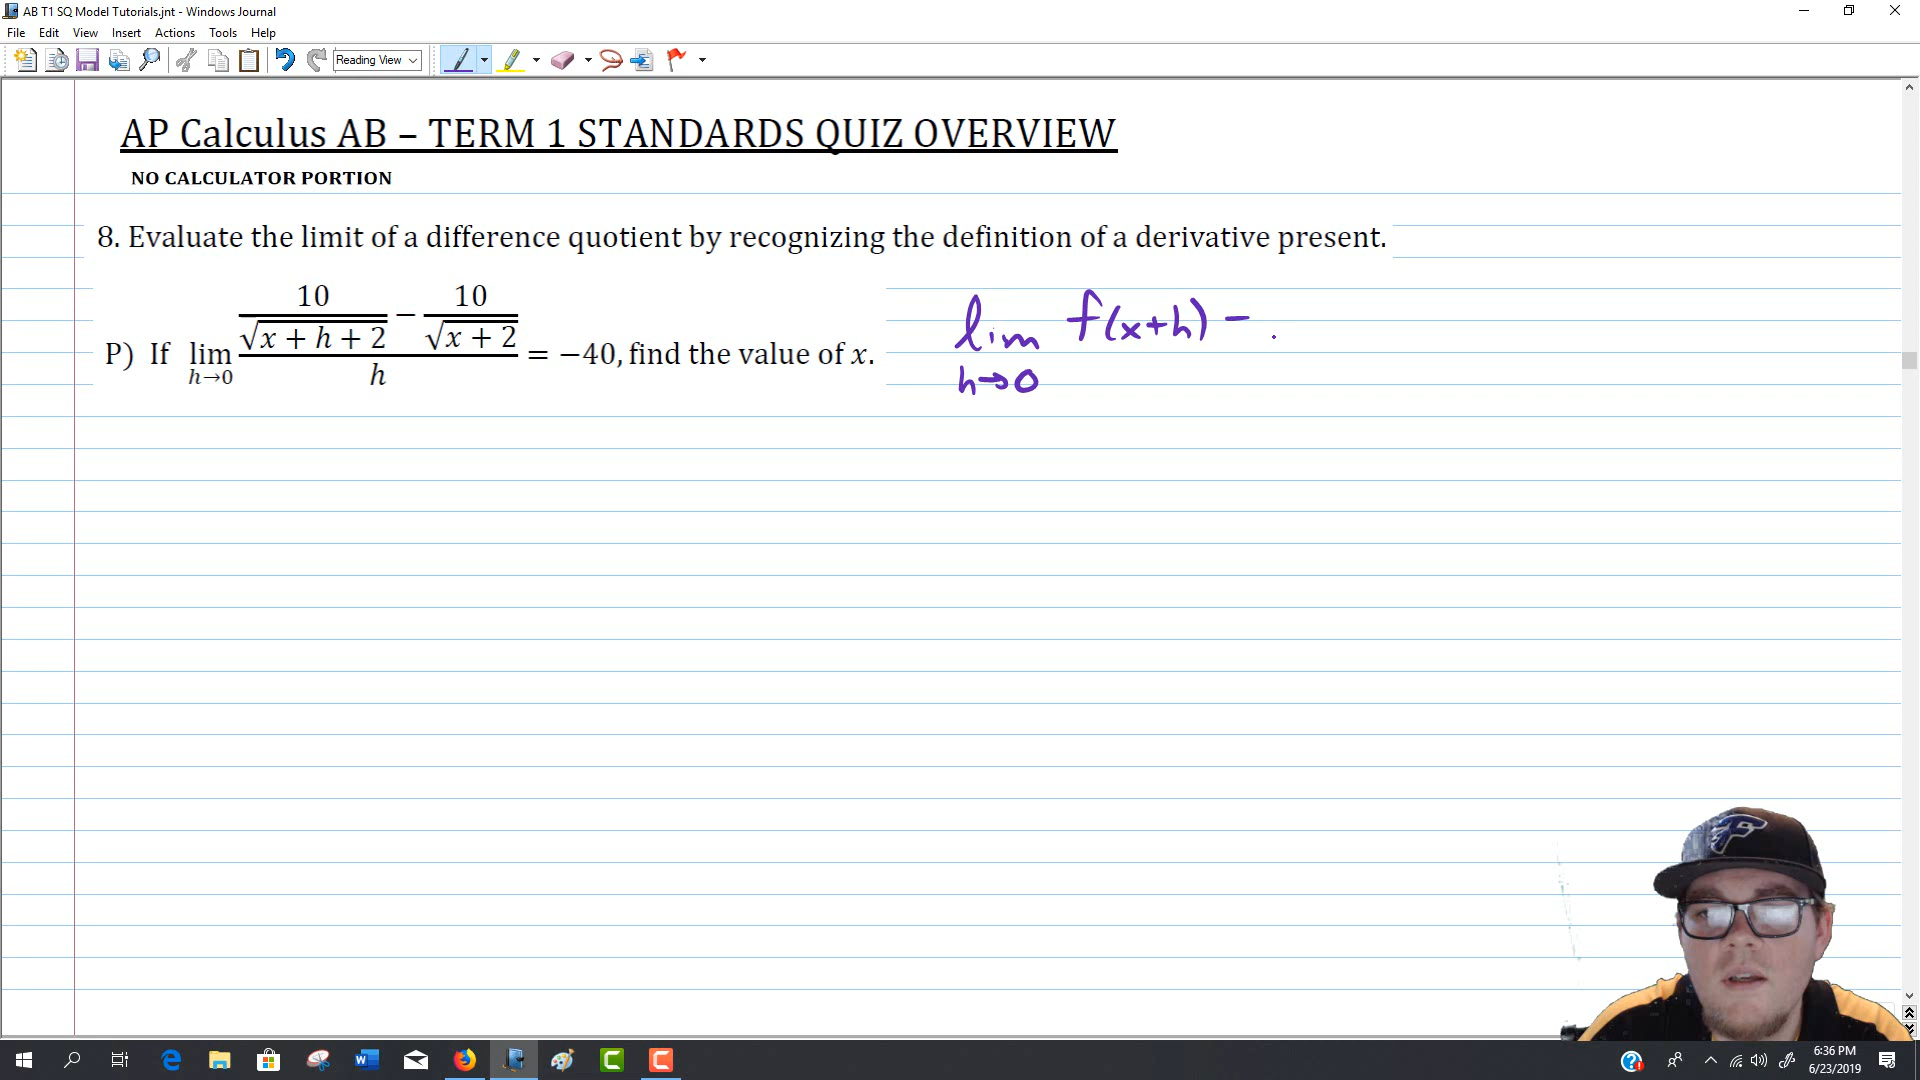 AB T1 SQ Model Tutorials.jnt - Windows Journal
File Edit View Insert Actions Tools Help
Reading View
AP Calculus AB – TERM 1 STANDARDS QUIZ OVERVIEW
NO CALCULATOR PORTION
8. Evaluate the limit of a difference quotient by recognizing the definition of a derivative present.
10 10
√x + h + 2 − √x + 2
P) If lim = −40, find the value of x.
h→0 h
lim f(x+h) −
h→0
6:36 PM
6/23/2019